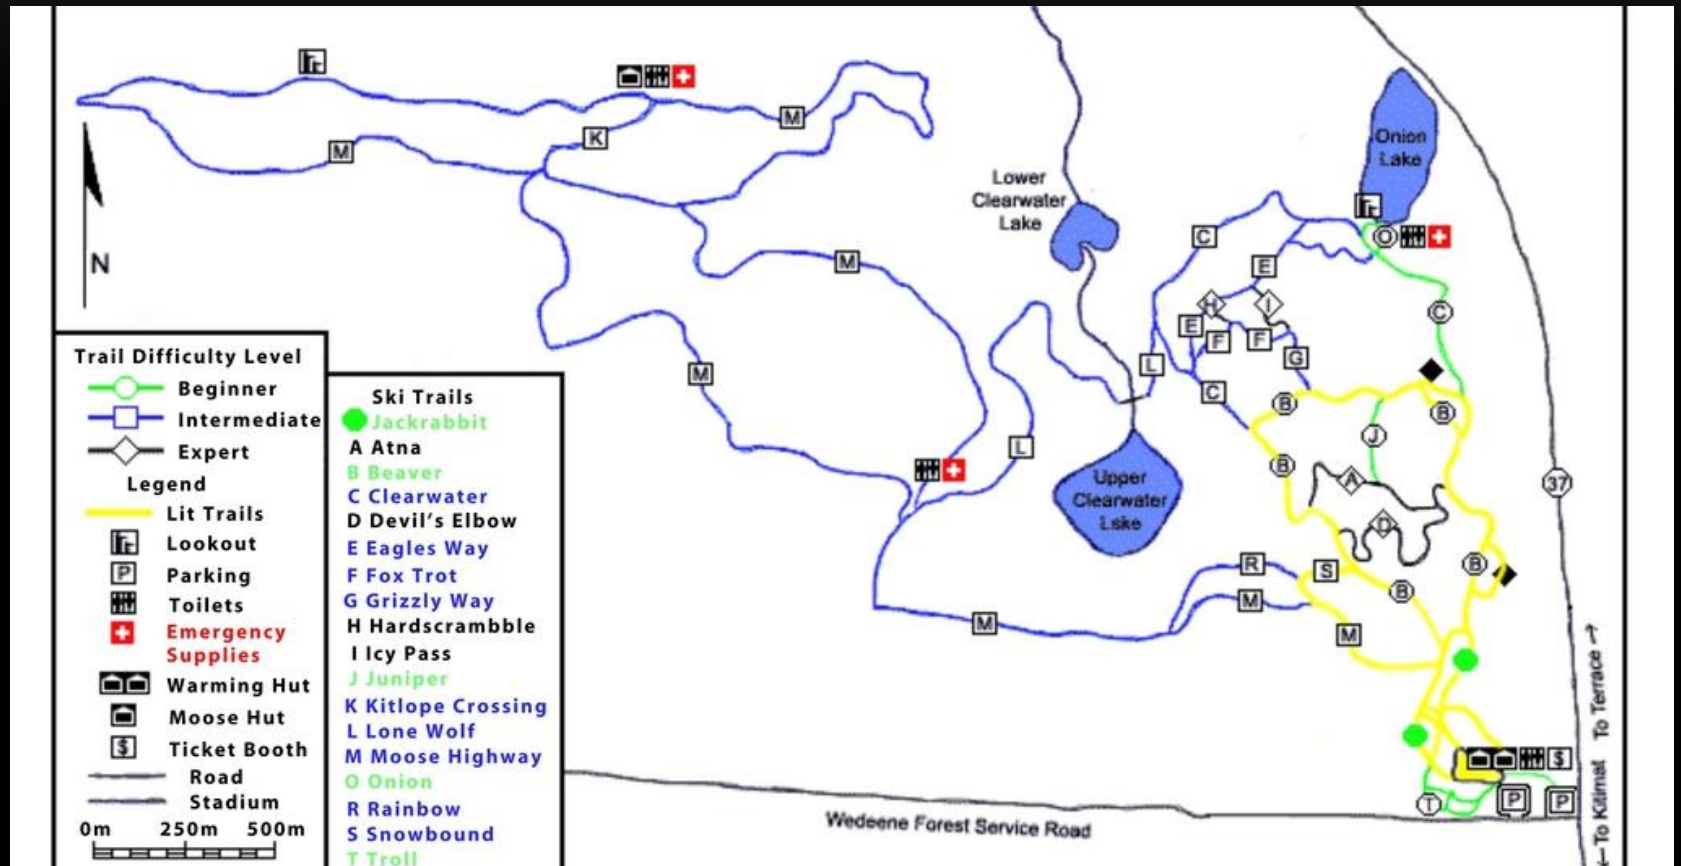 M
K
M
M
M
N
Lower
Clearwater
Lake
Onion
Lake
O
C
E
H
I
E
F
F
G
C
L
C
B
B
J
B
A
D
L
Upper
Clearwater
Lake
37
R
S
B
B
M
M
M
T
P
P
$
Wedeene Forest Service Road
←To Kitimat To Terrace→
Trail Difficulty Level
Beginner
Intermediate
Expert
Legend
Lit Trails
Lookout
P Parking
Toilets
Emergency
Supplies
Warming Hut
Moose Hut
$ Ticket Booth
Road
Stadium
0m 250m 500m
Ski Trails
Jackrabbit
A Atna
B Beaver
C Clearwater
D Devil's Elbow
E Eagles Way
F Fox Trot
G Grizzly Way
H Hardscrambble
I Icy Pass
J Juniper
K Kitlope Crossing
L Lone Wolf
M Moose Highway
O Onion
R Rainbow
S Snowbound
T Troll